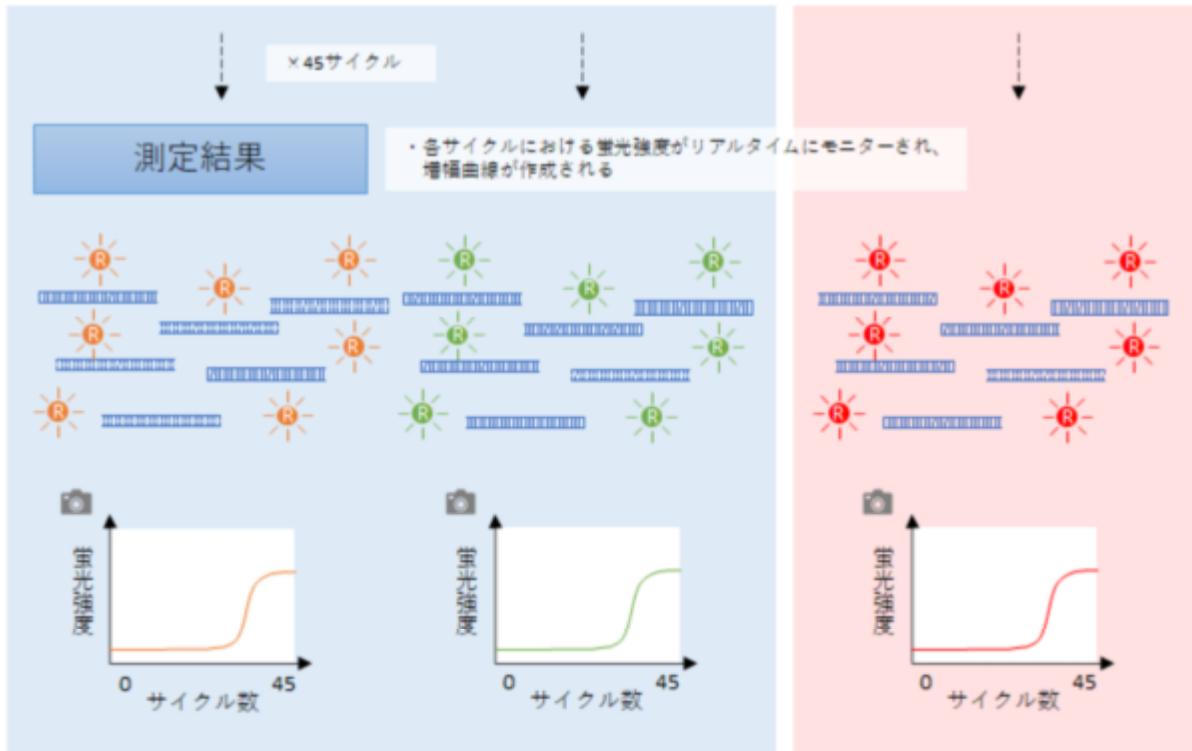 ×45サイクル
測定結果
・各サイクルにおける蛍光強度がリアルタイムにモニターされ、
増幅曲線が作成される
R R R R R R R R R
R R R R R R
R R R R R R
蛍光強度
0 45
サイクル数
蛍光強度
0 45
サイクル数
蛍光強度
0 45
サイクル数